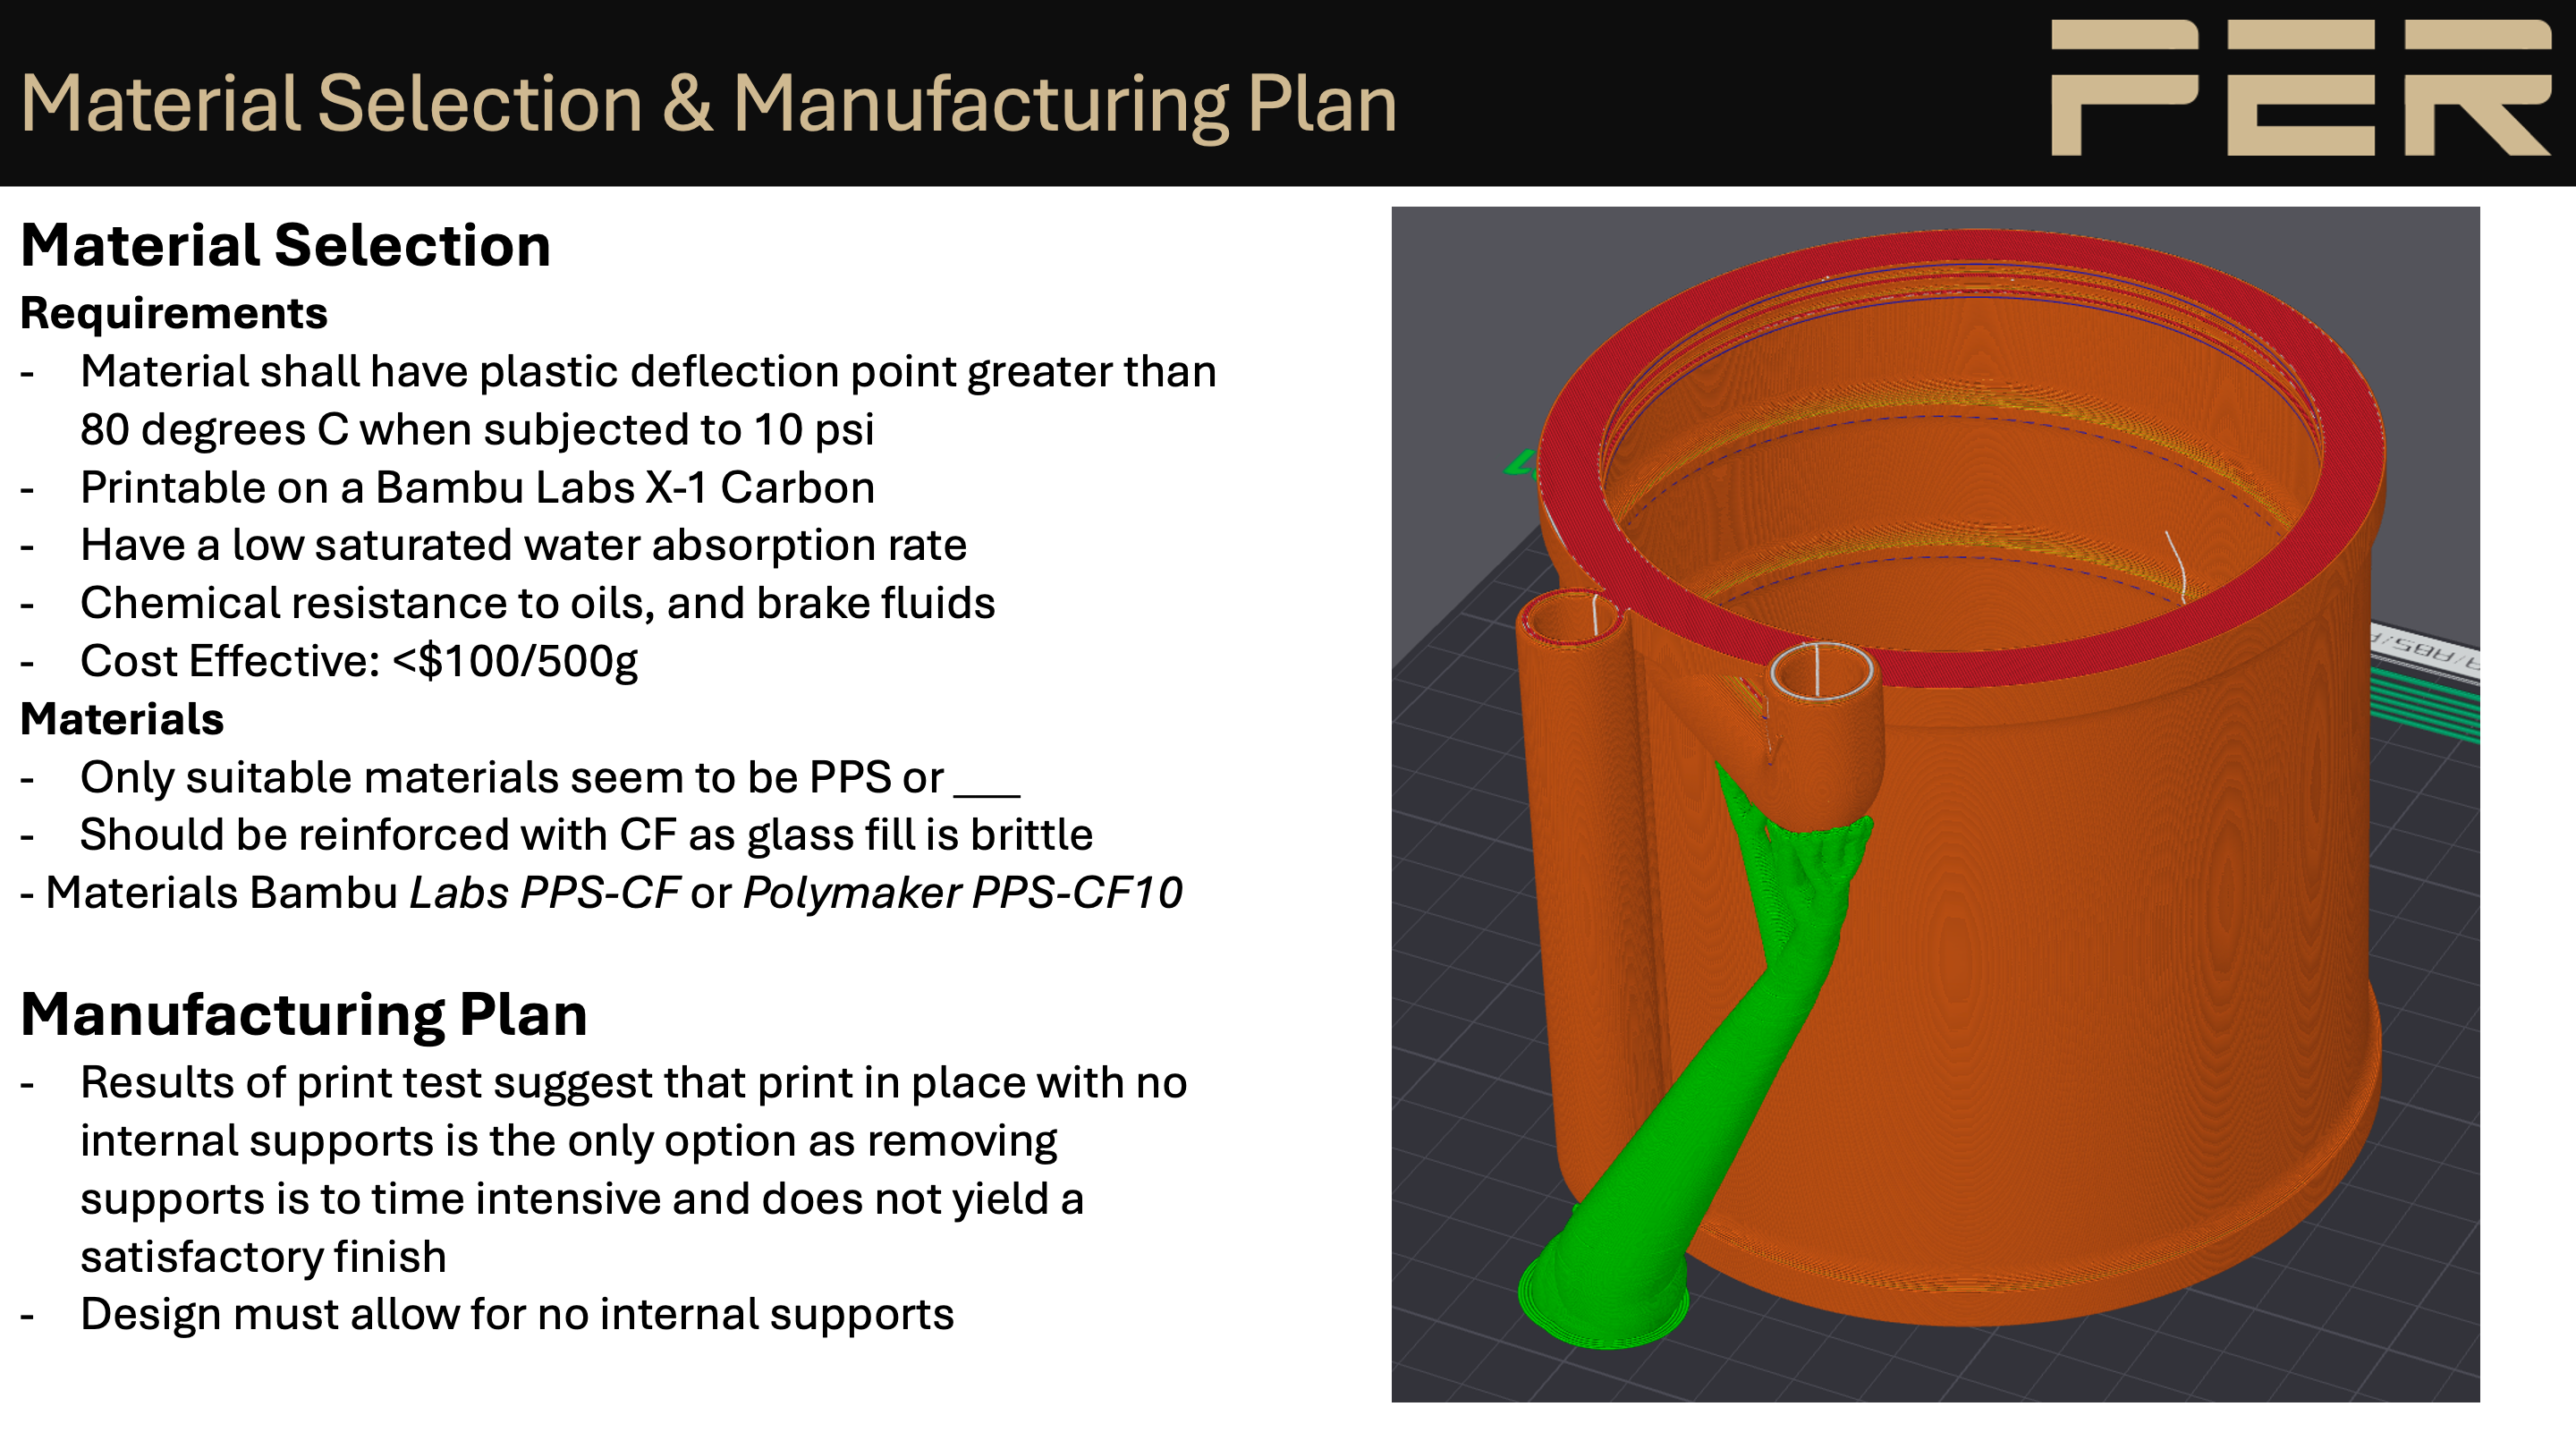 Material Selection & Manufacturing Plan
PER
Material Selection
Requirements
- Material shall have plastic deflection point greater than
80 degrees C when subjected to 10 psi
- Printable on a Bambu Labs X-1 Carbon
- Have a low saturated water absorption rate
- Chemical resistance to oils, and brake fluids
- Cost Effective: <$100/500g
Materials
- Only suitable materials seem to be PPS or ___
- Should be reinforced with CF as glass fill is brittle
- Materials Bambu Labs PPS-CF or Polymaker PPS-CF10
Manufacturing Plan
- Results of print test suggest that print in place with no
internal supports is the only option as removing
supports is to time intensive and does not yield a
satisfactory finish
- Design must allow for no internal supports